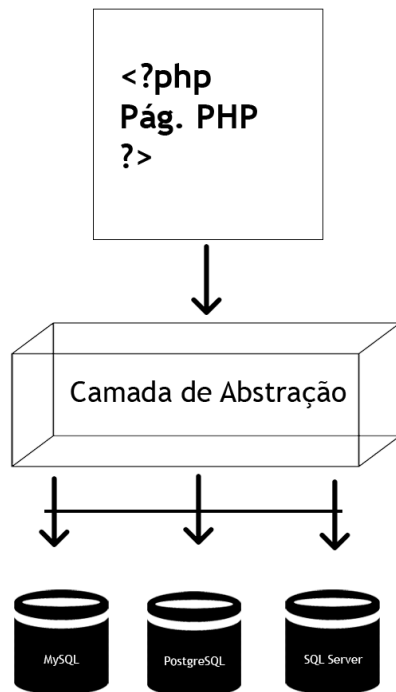 <?php
Pág. PHP
?>
Camada de Abstração
MySQL
PostgreSQL
SQL Server